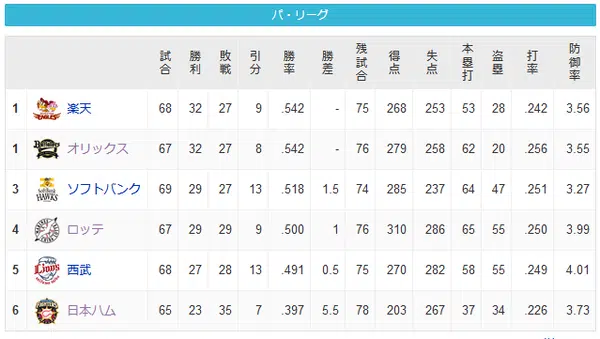 パ・リーグ
試合 勝利 敗戦 引分 勝率 勝差 残試合 得点 失点 本塁打 盗塁 打率 防御率
1 楽天 68 32 27 9 .542 - 75 268 253 53 28 .242 3.56
1 オリックス 67 32 27 8 .542 - 76 279 258 62 20 .256 3.55
3 ソフトバンク 69 29 27 13 .518 1.5 74 285 237 64 47 .251 3.27
4 ロッテ 67 29 29 9 .500 1 76 310 286 65 55 .250 3.99
5 西武 68 27 28 13 .491 0.5 75 270 282 58 55 .249 4.01
6 日本ハム 65 23 35 7 .397 5.5 78 203 267 37 34 .226 3.73